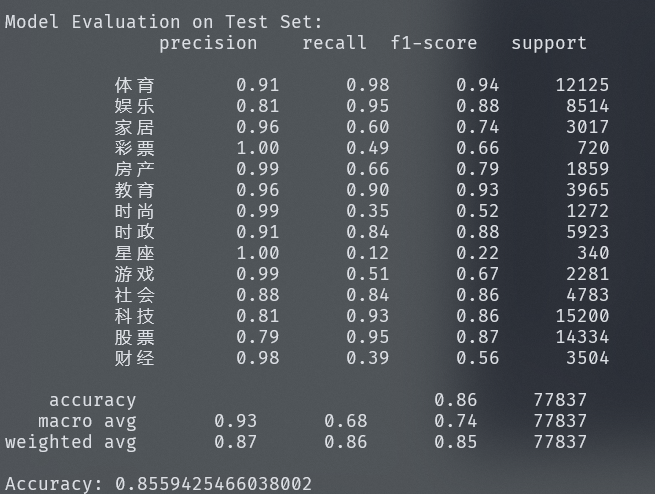 Model Evaluation on Test Set:
precision recall f1-score support
体育 0.91 0.98 0.94 12125
娱乐 0.81 0.95 0.88 8514
家居 0.96 0.60 0.74 3017
彩票 1.00 0.49 0.66 720
房产 0.99 0.66 0.79 1859
教育 0.96 0.90 0.93 3965
时尚 0.99 0.35 0.52 1272
时政 0.91 0.84 0.88 5923
星座 1.00 0.12 0.22 340
游戏 0.99 0.51 0.67 2281
社会 0.88 0.84 0.86 4783
科技 0.81 0.93 0.86 15200
股票 0.79 0.95 0.87 14334
财经 0.98 0.39 0.56 3504
accuracy 0.86 77837
macro avg 0.93 0.68 0.74 77837
weighted avg 0.87 0.86 0.85 77837
Accuracy: 0.8559425466038002